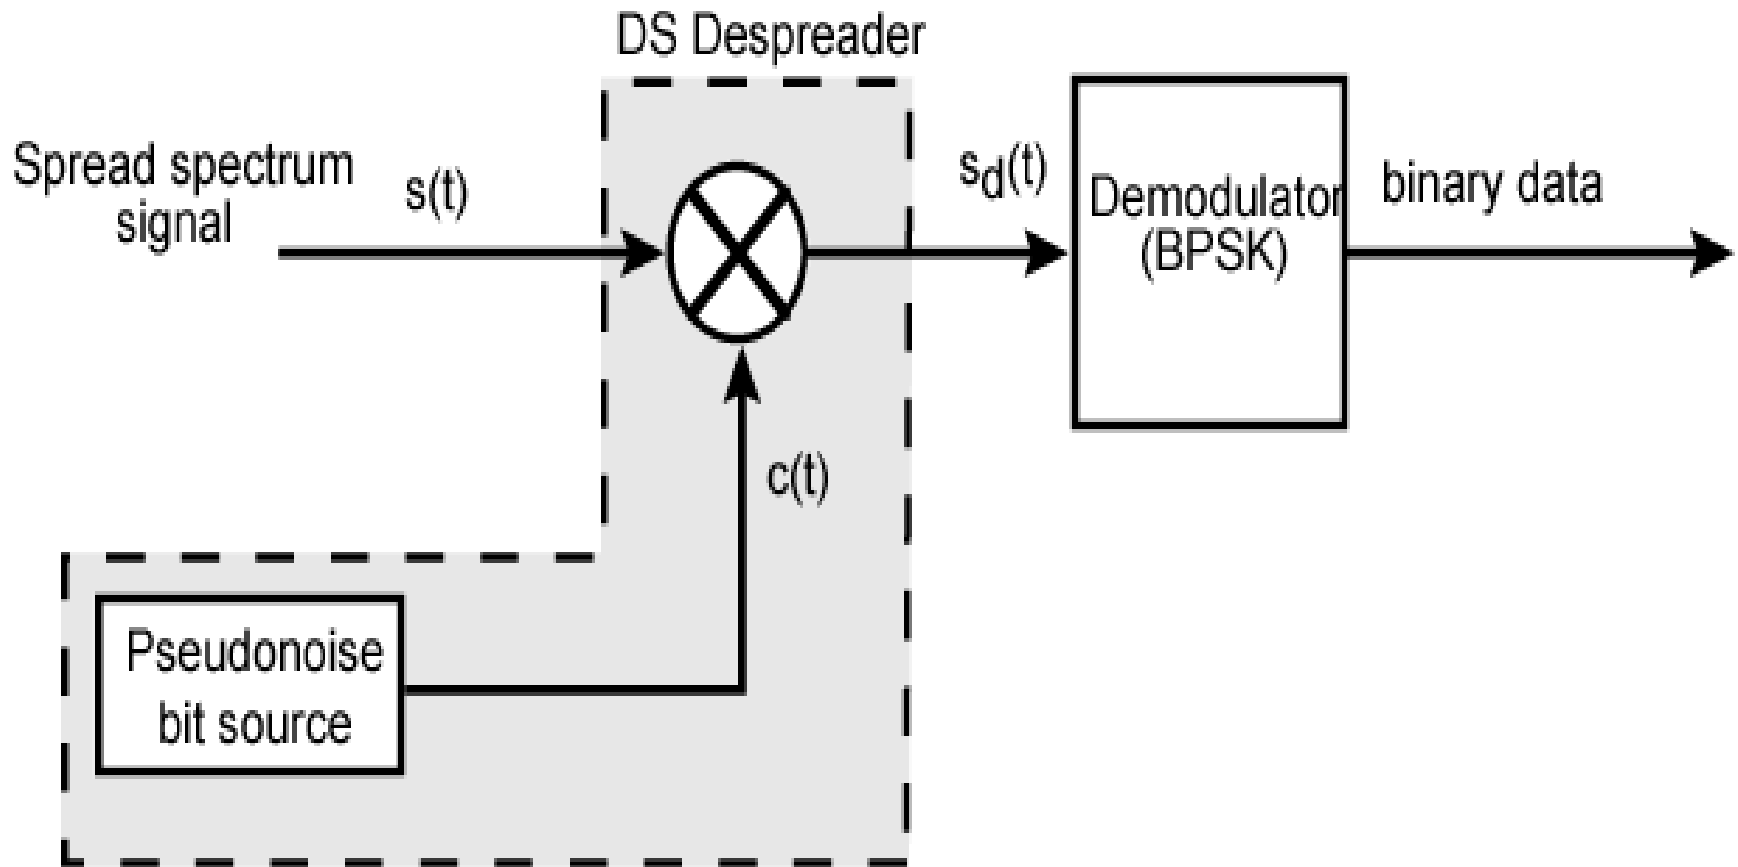 DS Despreader
Spread spectrum
signal
s(t)
s_d(t)
Demodulator
(BPSK)
binary data
c(t)
Pseudonoise
bit source